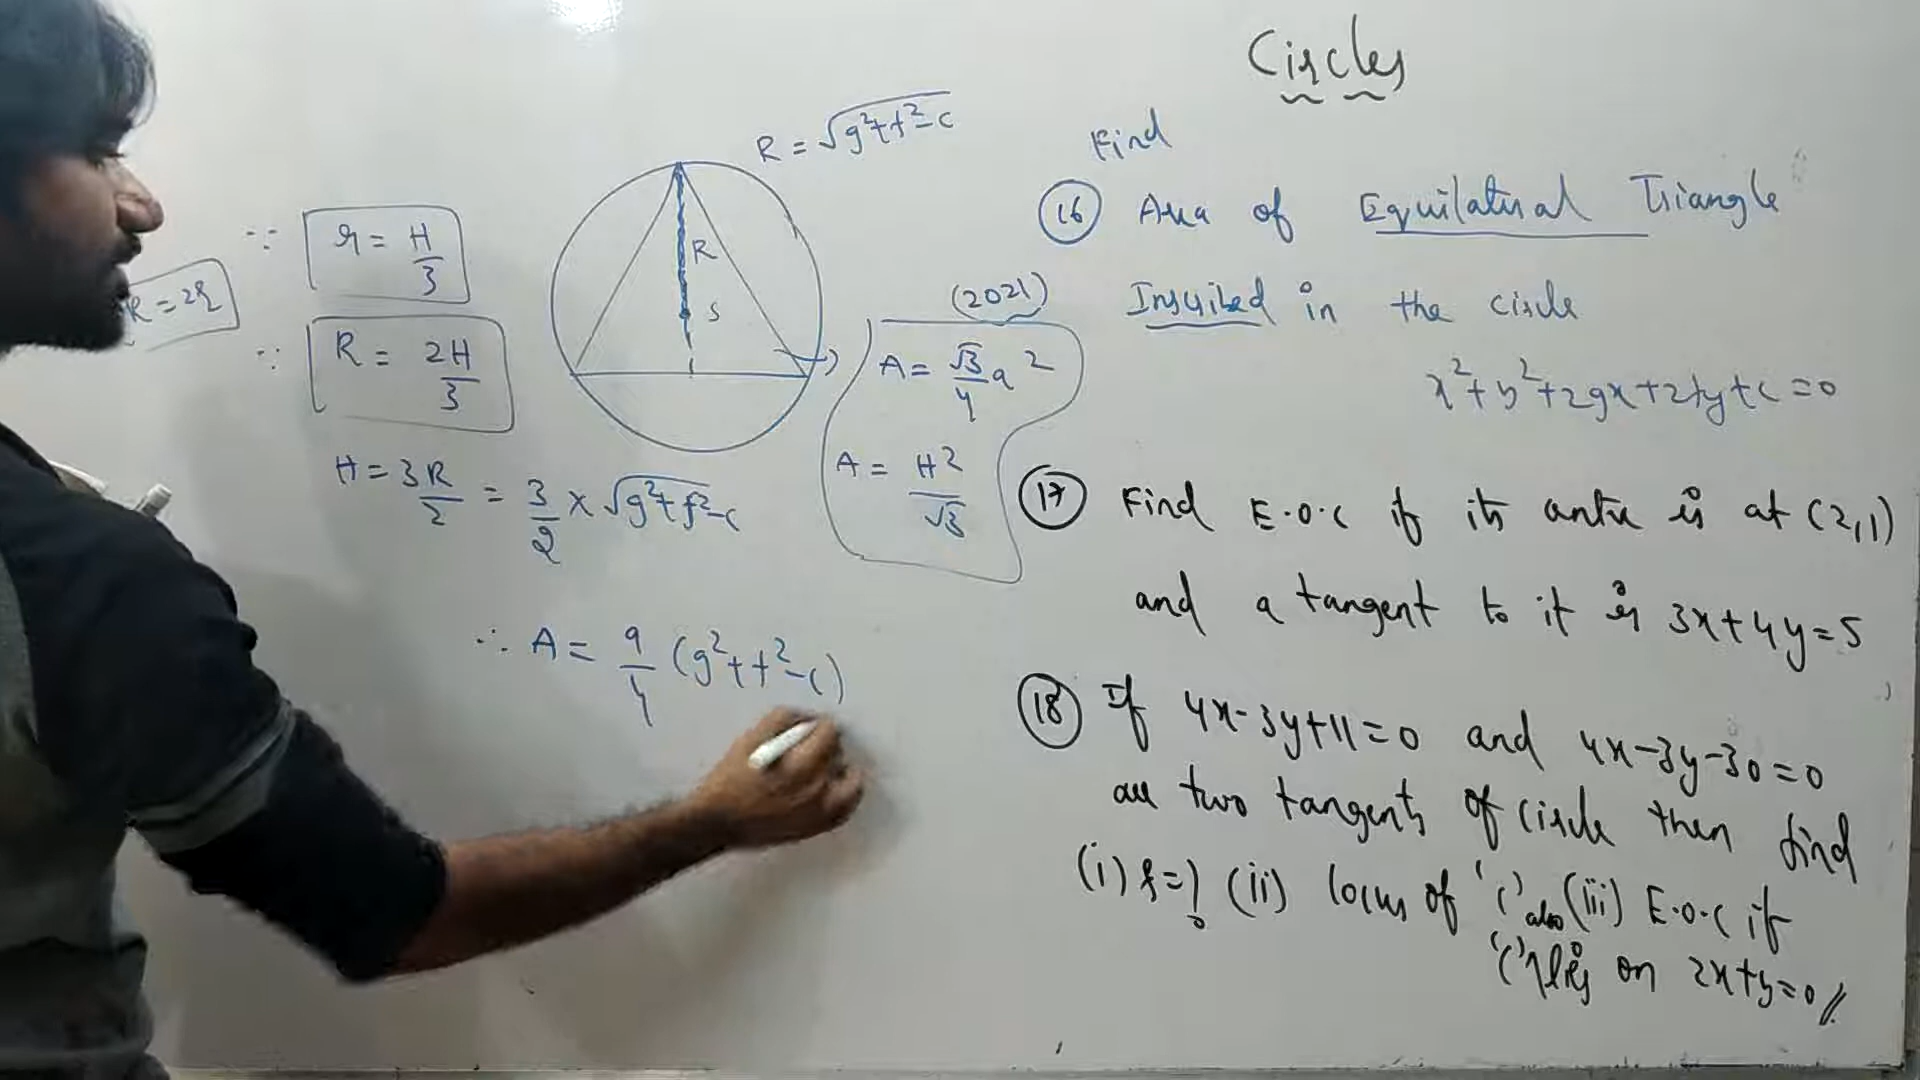 Circles
Find
(16) Area of Equilateral Triangle
Inscribed in the circle
(2021)
x²+y²+2gx+2fy+c=0
(17) Find E.O.C if its centre is at (2,1)
and a tangent to it is 3x+4y=5
(18) If 4x-3y+11=0 and 4x-3y-30=0
are two tangents of circle then find
(i) r=? (ii) locus of 'C' also (iii) E.O.C if
'C' lies on 2x+y=0//
R = √g²+f²-c
∵ r = H/3
R = 2r
∵ R = 2H/3
R
S
A = √3/4 a²
A = H²/√3
H = 3R/2 = 3/2 × √g²+f²-c
∴ A = 9/4 (g²+f²-c)